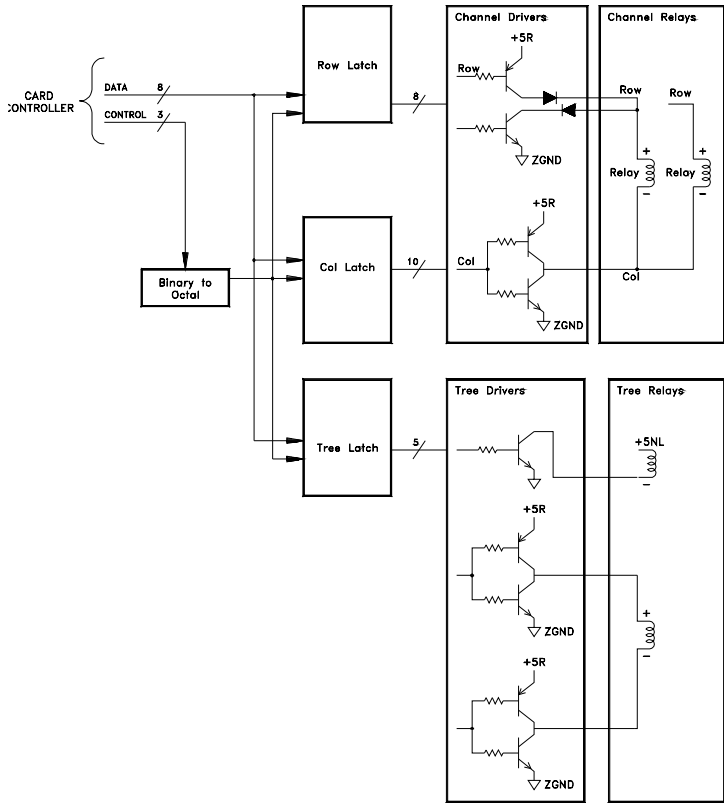 Channel Drivers
Channel Relays
+5R
Row Latch
Row
CARD
CONTROLLER
DATA
8
CONTROL
3
8
Row
Row
ZGND
+
+
Relay
Relay
-
-
+5R
Binary to
Octal
Col Latch
10
Col
Col
ZGND
Tree Drivers
Tree Relays
Tree Latch
5
+5NL
-
+5R
ZGND
+
-
+5R
ZGND